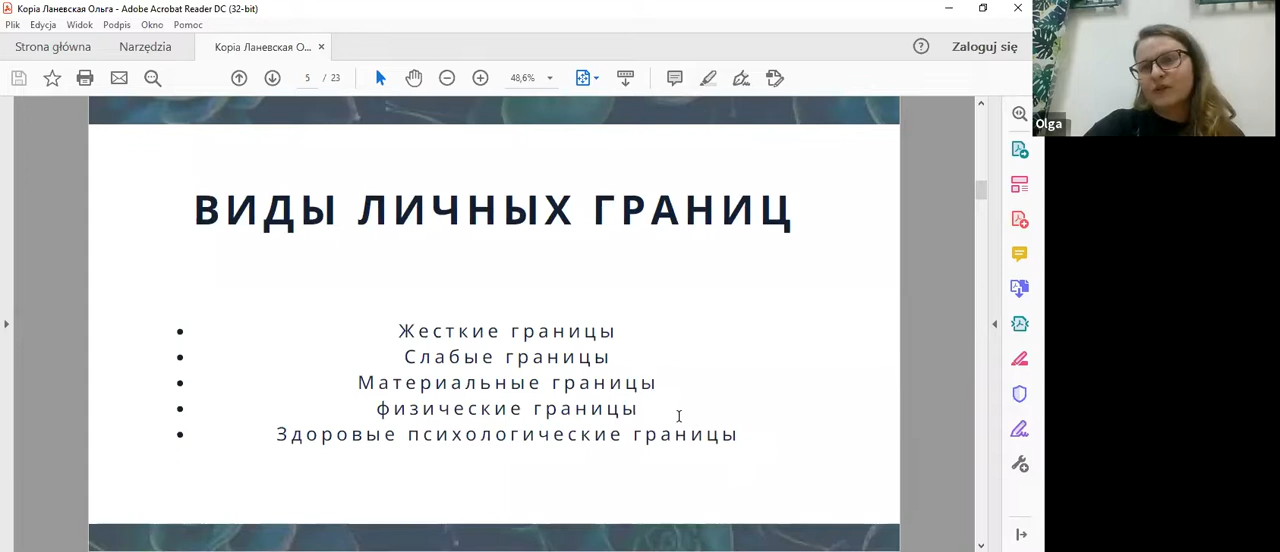 Kopia Ланевская Ольга - Adobe Acrobat Reader DC (32-bit)
Plik Edycja Widok Podpis Okno Pomoc
Strona główna Narzędzia Kopia Ланевская О... × Zaloguj się
5 / 23 48,6%
Olga
ВИДЫ ЛИЧНЫХ ГРАНИЦ
• Жесткие границы
• Слабые границы
• Материальные границы
• физические границы
• Здоровые психологические границы